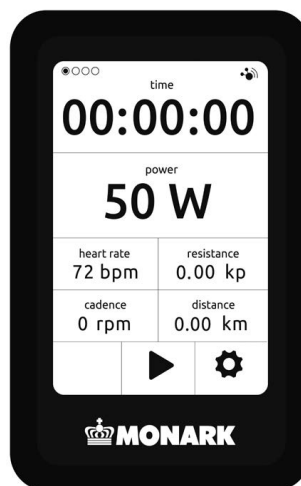 time
00:00:00
power
50 W
heart rate resistance
72 bpm 0.00 kp
cadence distance
0 rpm 0.00 km
MONARK